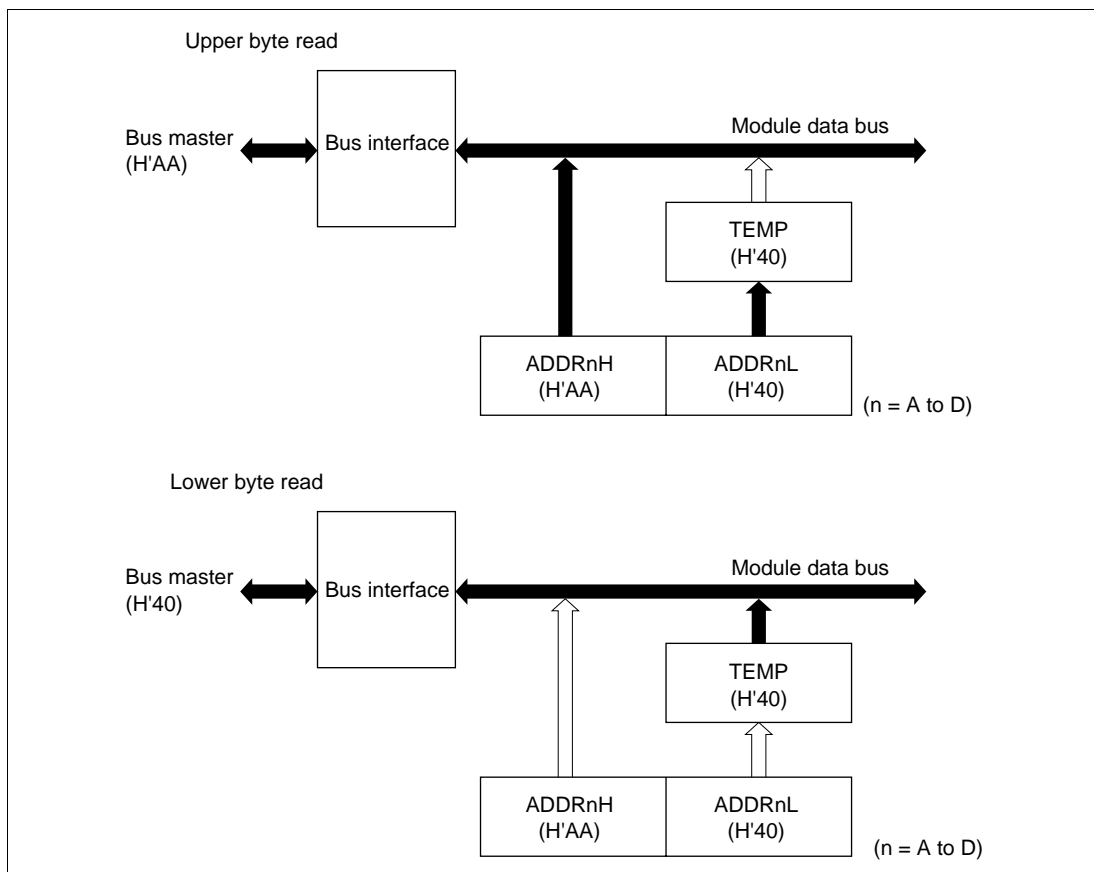 Upper byte read
Bus master
(H'AA)
Bus interface
Module data bus
TEMP
(H'40)
ADDRnH
(H'AA)
ADDRnL
(H'40)
(n = A to D)
Lower byte read
Bus master
(H'40)
Bus interface
Module data bus
TEMP
(H'40)
ADDRnH
(H'AA)
ADDRnL
(H'40)
(n = A to D)